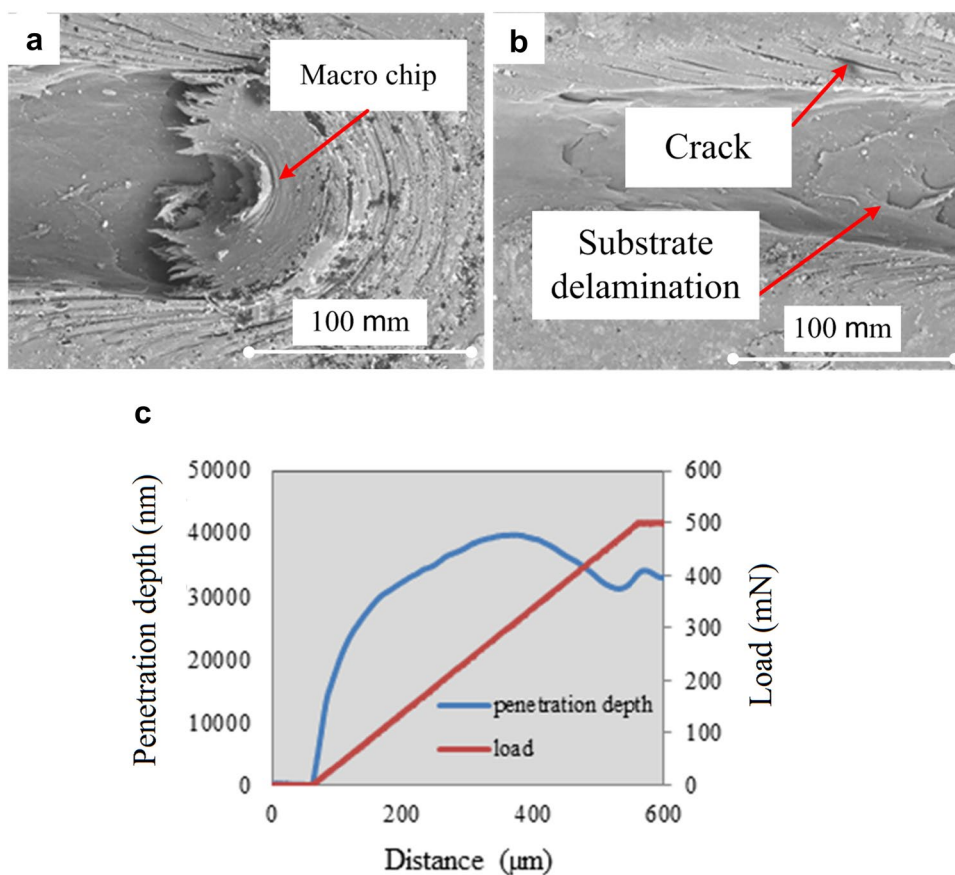 a
Macro chip
100 mm
b
Crack
Substrate
delamination
100 mm
c
Penetration depth (nm)
50000
40000
30000
20000
10000
0
600
500
400
300
200
100
0
Load (mN)
penetration depth
load
0
200
400
600
Distance (µm)